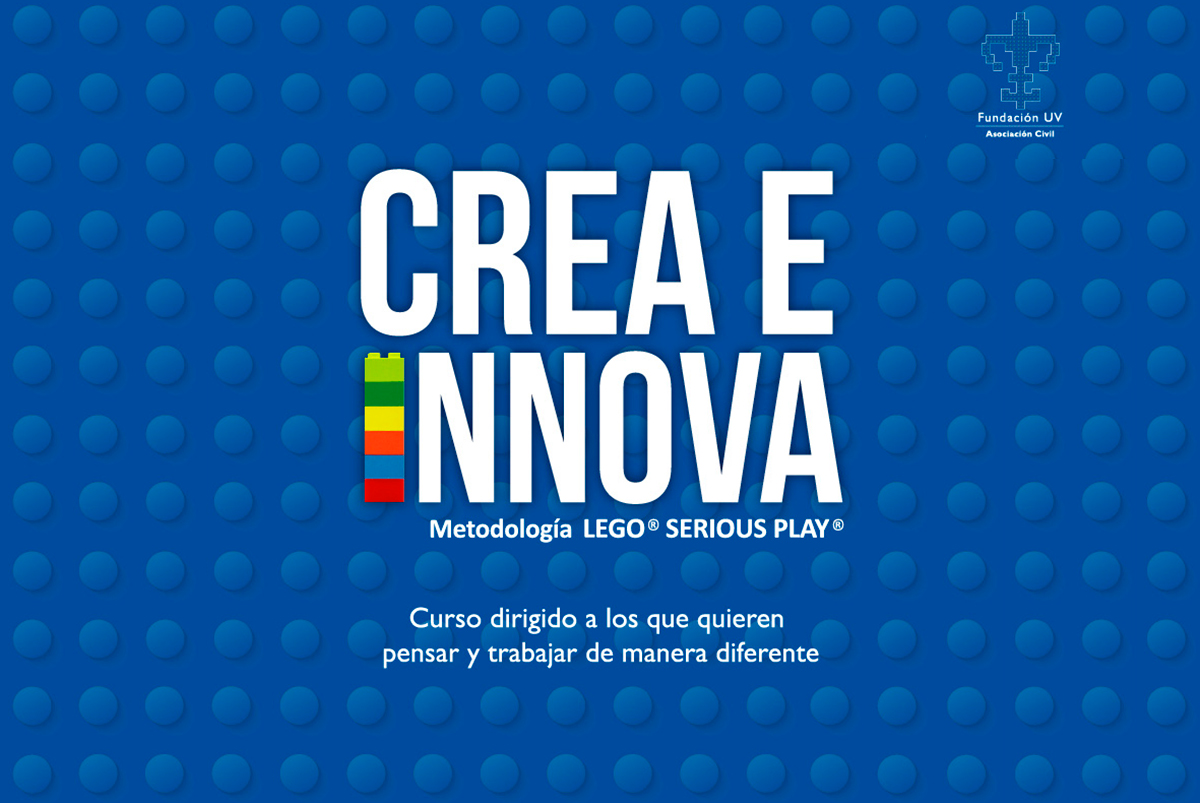 Fundación UV
Asociación Civil
CREA E
INNOVA
Metodología LEGO® SERIOUS PLAY®
Curso dirigido a los que quieren
pensar y trabajar de manera diferente